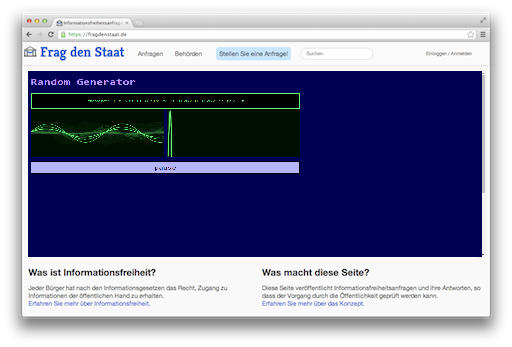 Informationsfreiheitsanfrag
https://fragdenstaat.de
Frag den Staat Anfragen Behörden Stellen Sie eine Anfrage! Suchen Einloggen / Anmelden
Random Generator
pause
Was ist Informationsfreiheit?
Jeder Bürger hat nach den Informationsgesetzen das Recht, Zugang zu
Informationen der öffentlichen Hand zu erhalten.
Erfahren Sie mehr über Informationsfreiheit.
Was macht diese Seite?
Diese Seite veröffentlicht Informationsfreiheitsanfragen und ihre Antworten, so
dass der Vorgang durch die Öffentlichkeit geprüft werden kann.
Erfahren Sie mehr über das Konzept.